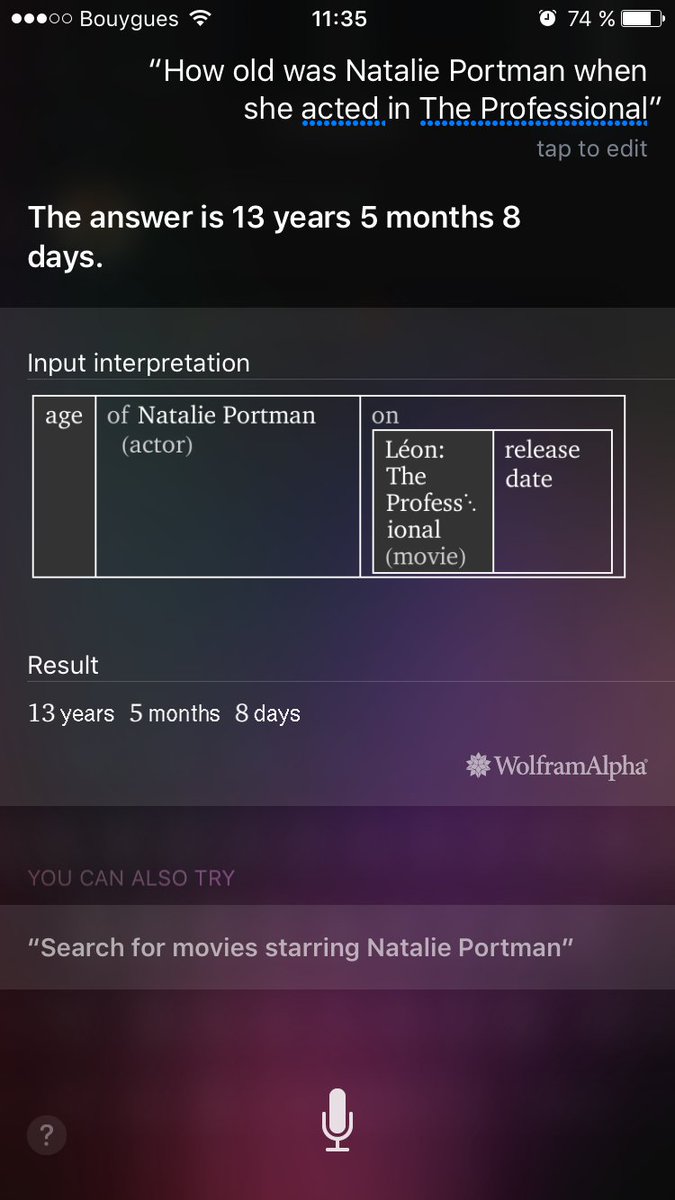 Bouygues 11:35 74 %
“How old was Natalie Portman when
she acted in The Professional”
tap to edit
The answer is 13 years 5 months 8
days.
Input interpretation
age of Natalie Portman on
(actor)
Léon: release
The date
Profess⋱
ional
(movie)
Result
13 years 5 months 8 days
WolframAlpha
YOU CAN ALSO TRY
“Search for movies starring Natalie Portman”
?